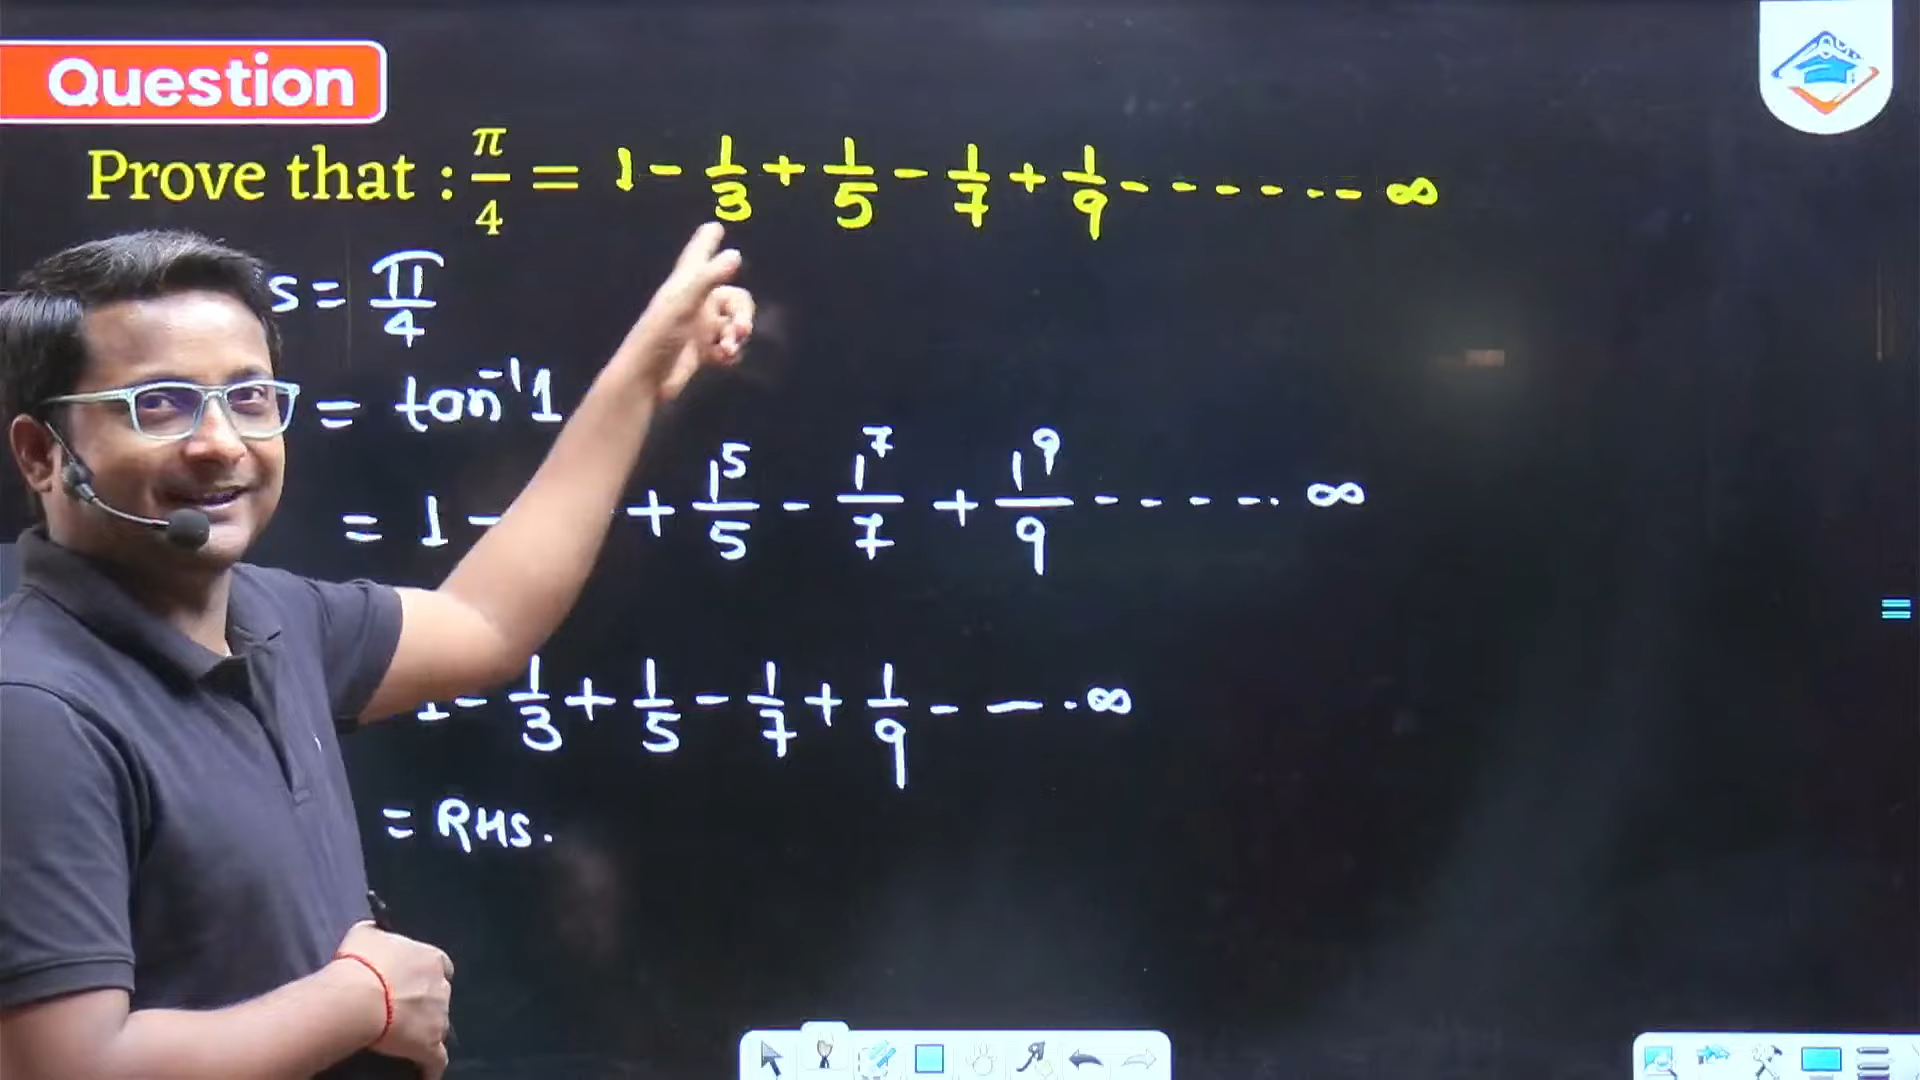 Question
Prove that : π/4 = 1 - 1/3 + 1/5 - 1/7 + 1/9 - - - - - - - ∞
s = π/4
= tan⁻¹1
= 1 - + 1⁵/5 - 1⁷/7 + 1⁹/9 - - - - - ∞
1 - 1/3 + 1/5 - 1/7 + 1/9 - - - . ∞
= RHS.